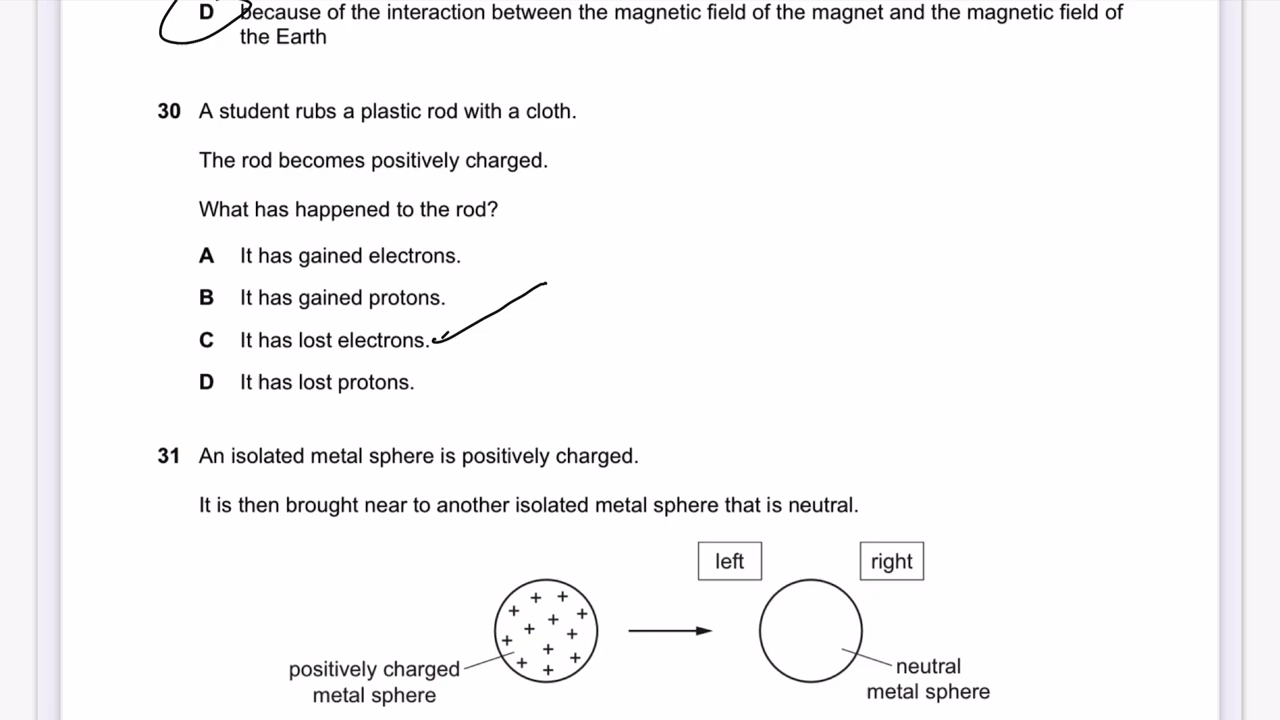 D Because of the interaction between the magnetic field of the magnet and the magnetic field of
the Earth
30 A student rubs a plastic rod with a cloth.
The rod becomes positively charged.
What has happened to the rod?
A It has gained electrons.
B It has gained protons.
C It has lost electrons.
D It has lost protons.
31 An isolated metal sphere is positively charged.
It is then brought near to another isolated metal sphere that is neutral.
left
right
+ + + + + + + + + + + + +
positively charged
metal sphere
neutral
metal sphere